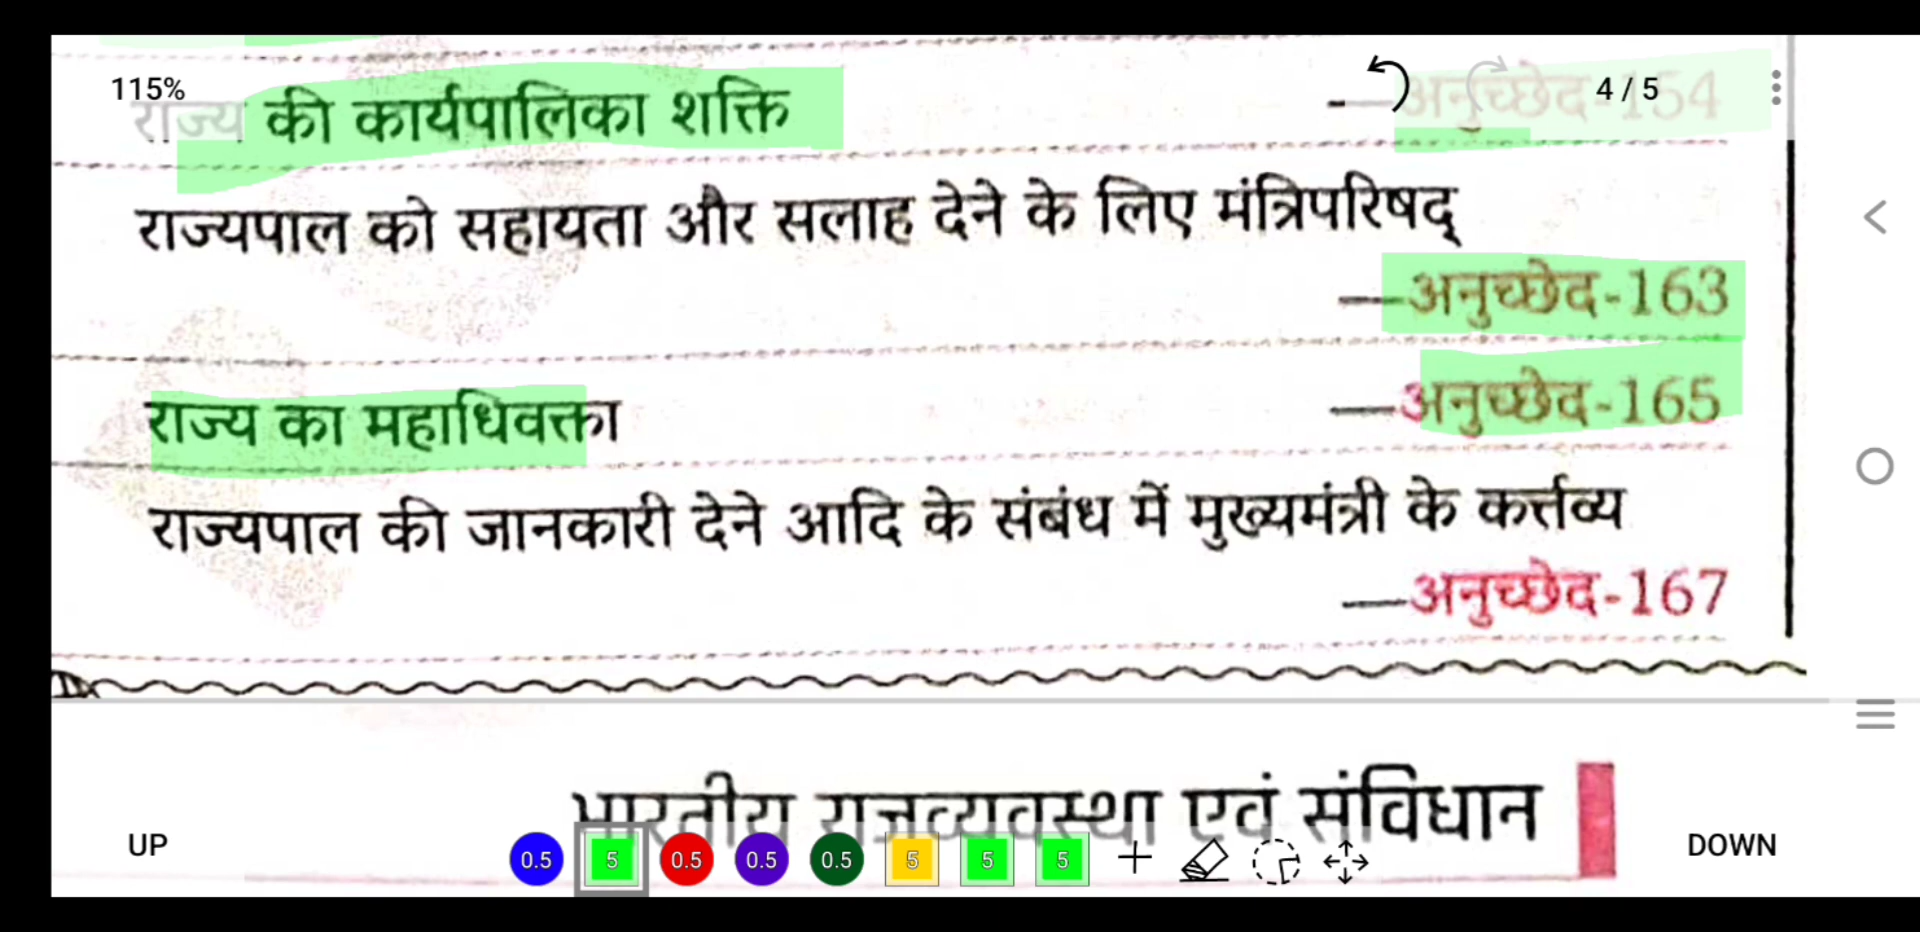 115%
4 / 5
राज्य की कार्यपालिका शक्ति
—अनुच्छेद-154
राज्यपाल को सहायता और सलाह देने के लिए मंत्रिपरिषद्
—अनुच्छेद-163
राज्य का महाधिवक्ता —अनुच्छेद-165
राज्यपाल की जानकारी देने आदि के संबंध में मुख्यमंत्री के कर्त्तव्य
—अनुच्छेद-167
भारतीय राजव्यवस्था एवं संविधान
UP
0.5 5 0.5 0.5 0.5 5 5 5
DOWN